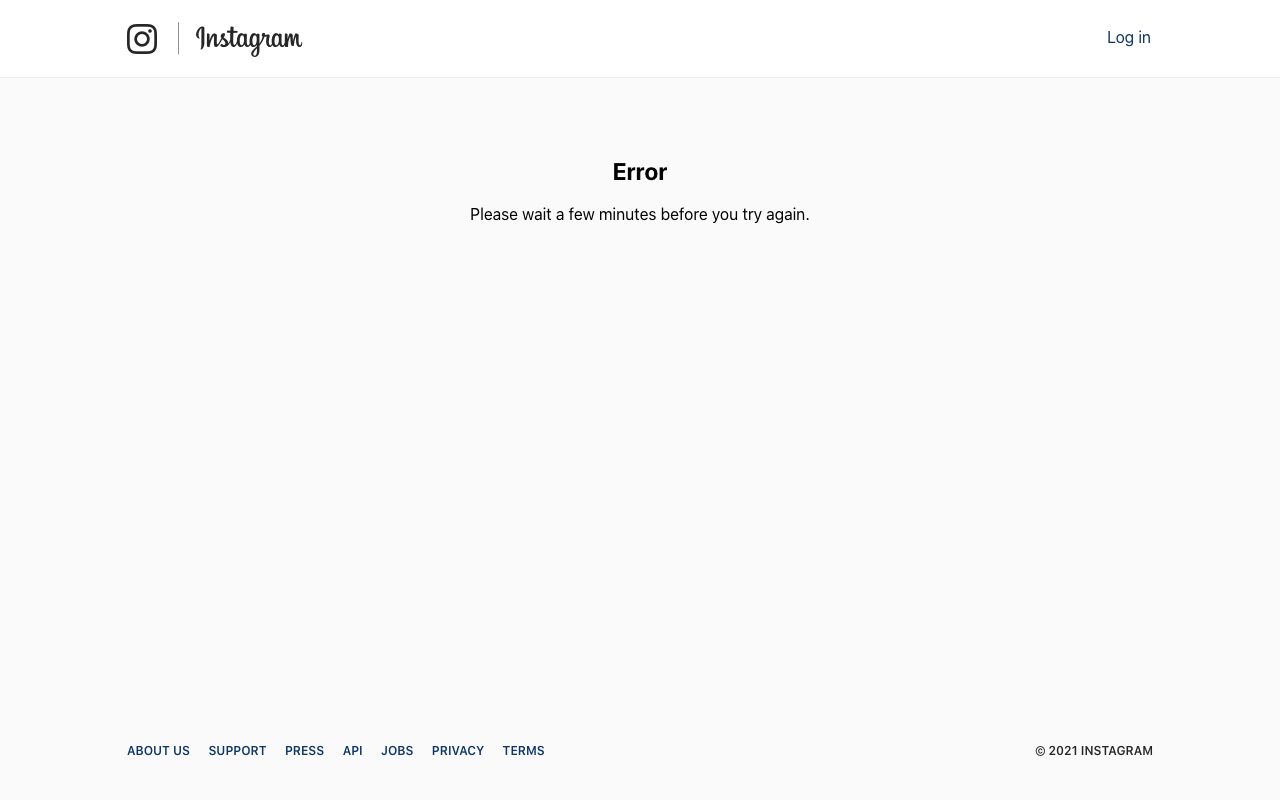 Instagram
Log in
Error
Please wait a few minutes before you try again.
ABOUT US SUPPORT PRESS API JOBS PRIVACY TERMS
© 2021 INSTAGRAM